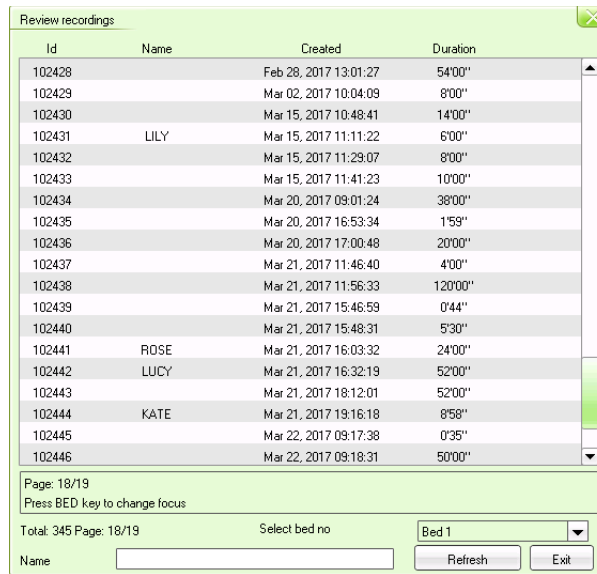 Review recordings
Id Name Created Duration
102428 Feb 28, 2017 13:01:27 54'00''
102429 Mar 02, 2017 10:04:09 8'00''
102430 Mar 15, 2017 10:48:41 14'00''
102431 LILY Mar 15, 2017 11:11:22 6'00''
102432 Mar 15, 2017 11:29:07 8'00''
102433 Mar 15, 2017 11:41:23 10'00''
102434 Mar 20, 2017 09:01:24 38'00''
102435 Mar 20, 2017 16:53:34 1'59''
102436 Mar 20, 2017 17:00:48 20'00''
102437 Mar 21, 2017 11:46:40 4'00''
102438 Mar 21, 2017 11:56:33 120'00''
102439 Mar 21, 2017 15:46:59 0'44''
102440 Mar 21, 2017 15:48:31 5'30''
102441 ROSE Mar 21, 2017 16:03:32 24'00''
102442 LUCY Mar 21, 2017 16:32:19 52'00''
102443 Mar 21, 2017 18:12:01 52'00''
102444 KATE Mar 21, 2017 19:16:18 8'58''
102445 Mar 22, 2017 09:17:38 0'35''
102446 Mar 22, 2017 09:18:31 50'00''
Page: 18/19
Press BED key to change focus
Total: 345 Page: 18/19 Select bed no Bed 1
Name Refresh Exit